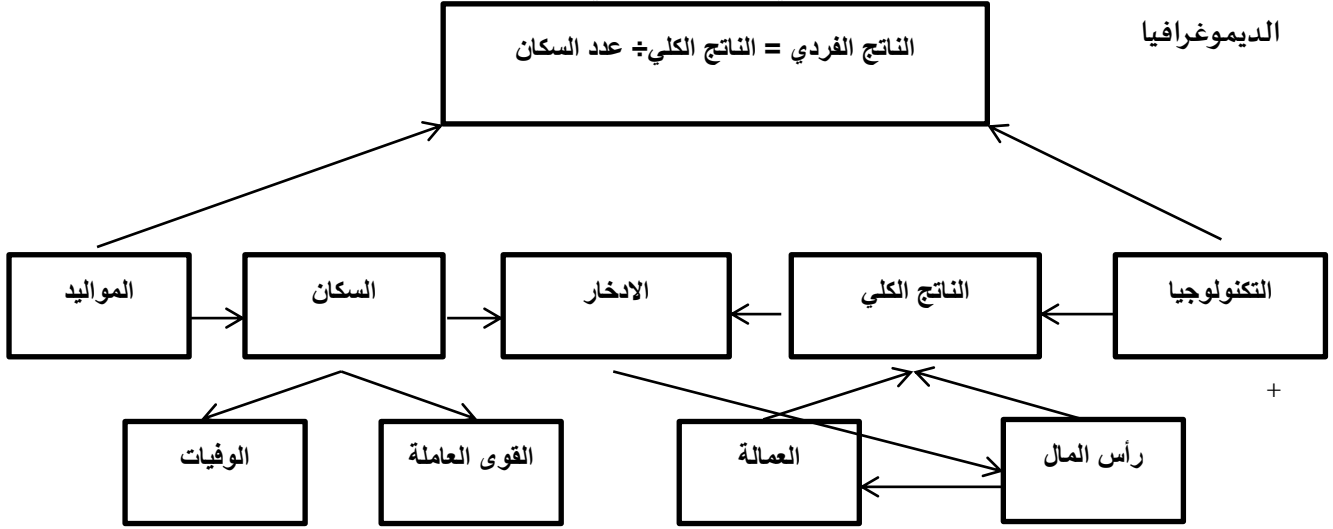 الديموغرافيا
الناتج الفردي = الناتج الكلي÷ عدد السكان
التكنولوجيا
الناتج الكلي
الادخار
السكان
المواليد
+
رأس المال
العمالة
القوى العاملة
الوفيات